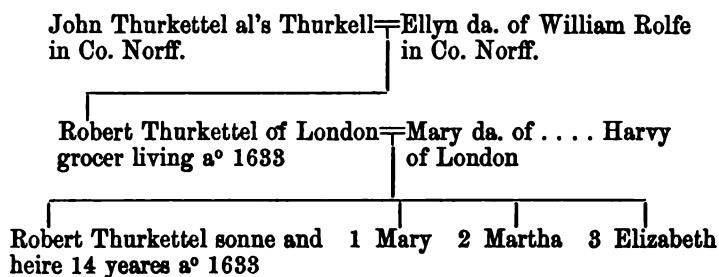 John Thurkettel al's Thurkell=Ellyn da. of William Rolfe
in Co. Norff. in Co. Norff.
Robert Thurkettel of London=Mary da. of .... Harvy
grocer living aº 1633 of London
Robert Thurkettel sonne and 1 Mary 2 Martha 3 Elizabeth
heire 14 yeares aº 1633